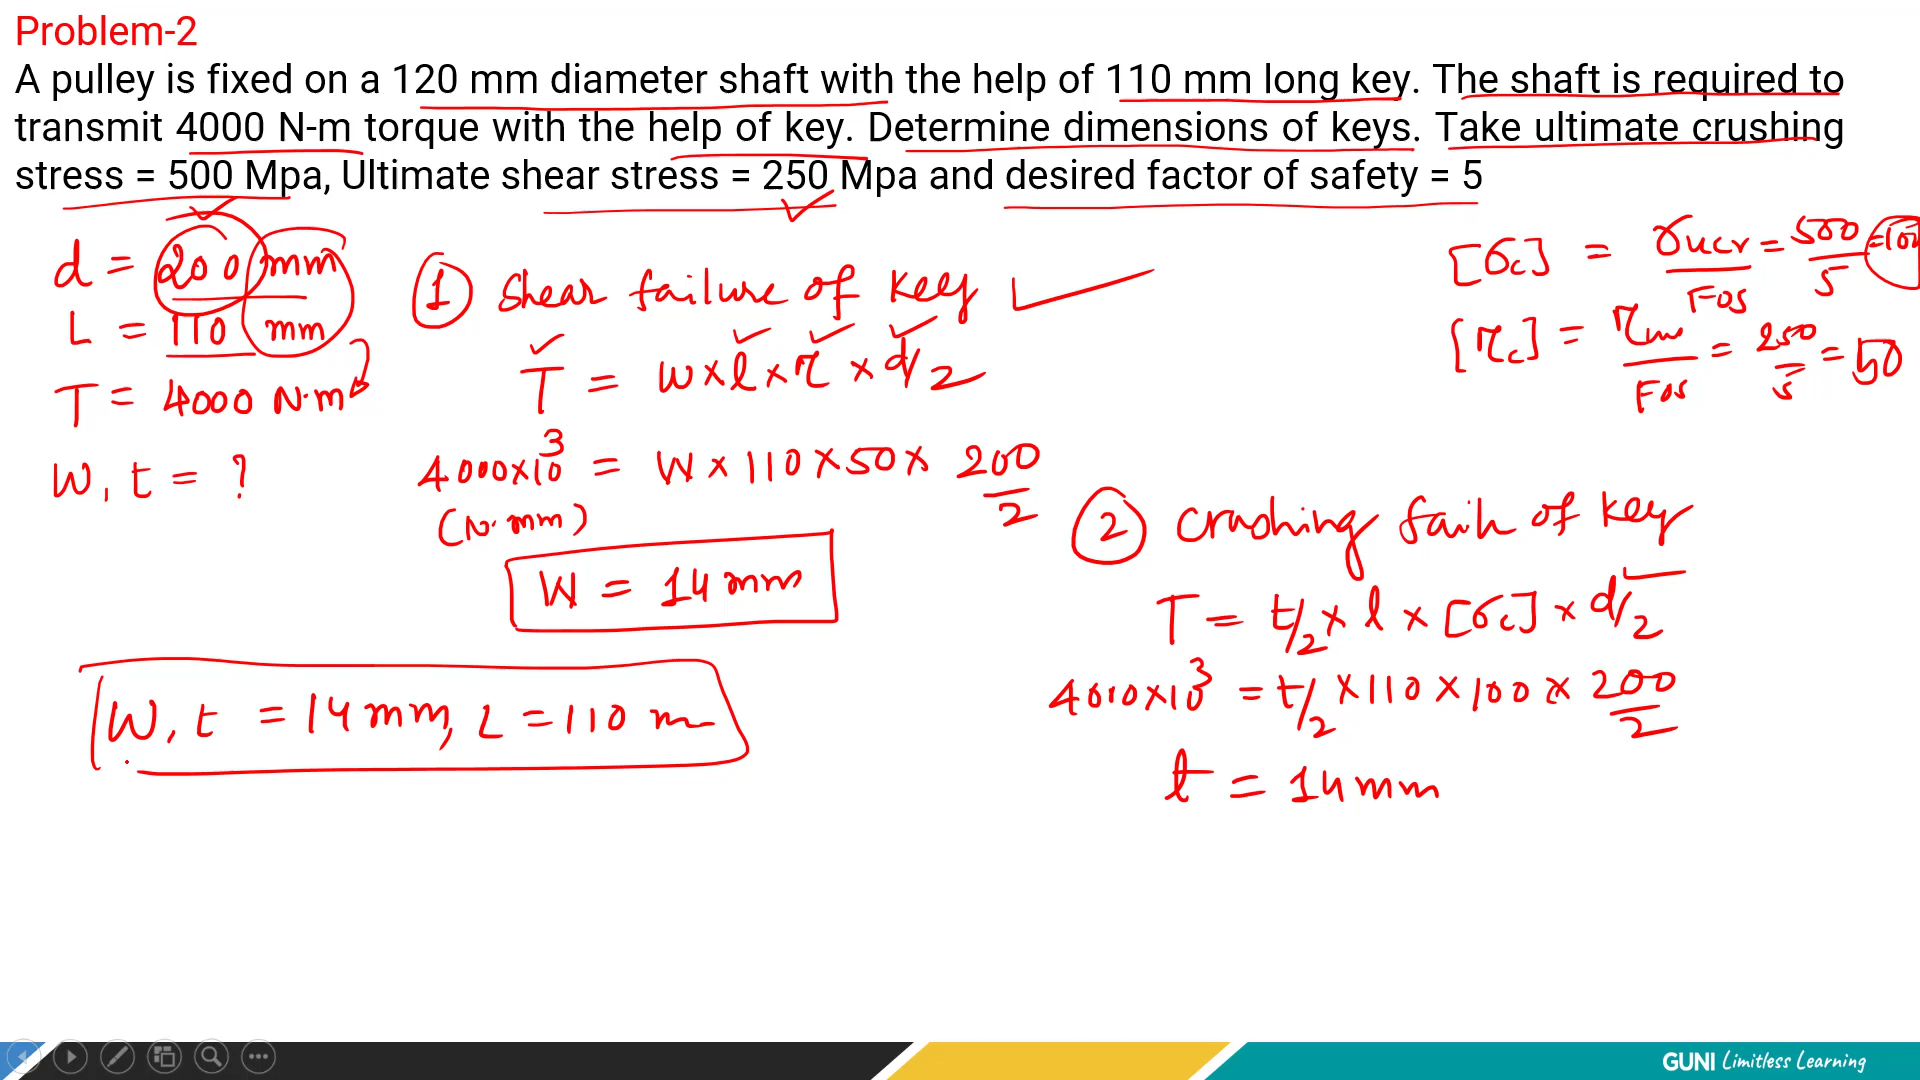 Problem-2
A pulley is fixed on a 120 mm diameter shaft with the help of 110 mm long key. The shaft is required to
transmit 4000 N-m torque with the help of key. Determine dimensions of keys. Take ultimate crushing
stress = 500 Mpa, Ultimate shear stress = 250 Mpa and desired factor of safety = 5
d = 200 mm
L = 110 mm
T = 4000 N·m
W, t = ?
① Shear failure of key
T = w × l × τ × d/2
4000×10³ = W × 110 × 50 × 200/2
(N·mm)
W = 14 mm
W, t = 14 mm, L = 110 m
[σc] = σucr/FOS = 500/5 = 100
[τc] = /FOS = 250/5 = 50
② Crushing of key
T = t/2 × l × [σc] × d/2
4000×10³ = t/2 × 110 × 100 × 200/2
t = 14 mm
GUNI Limitless Learning